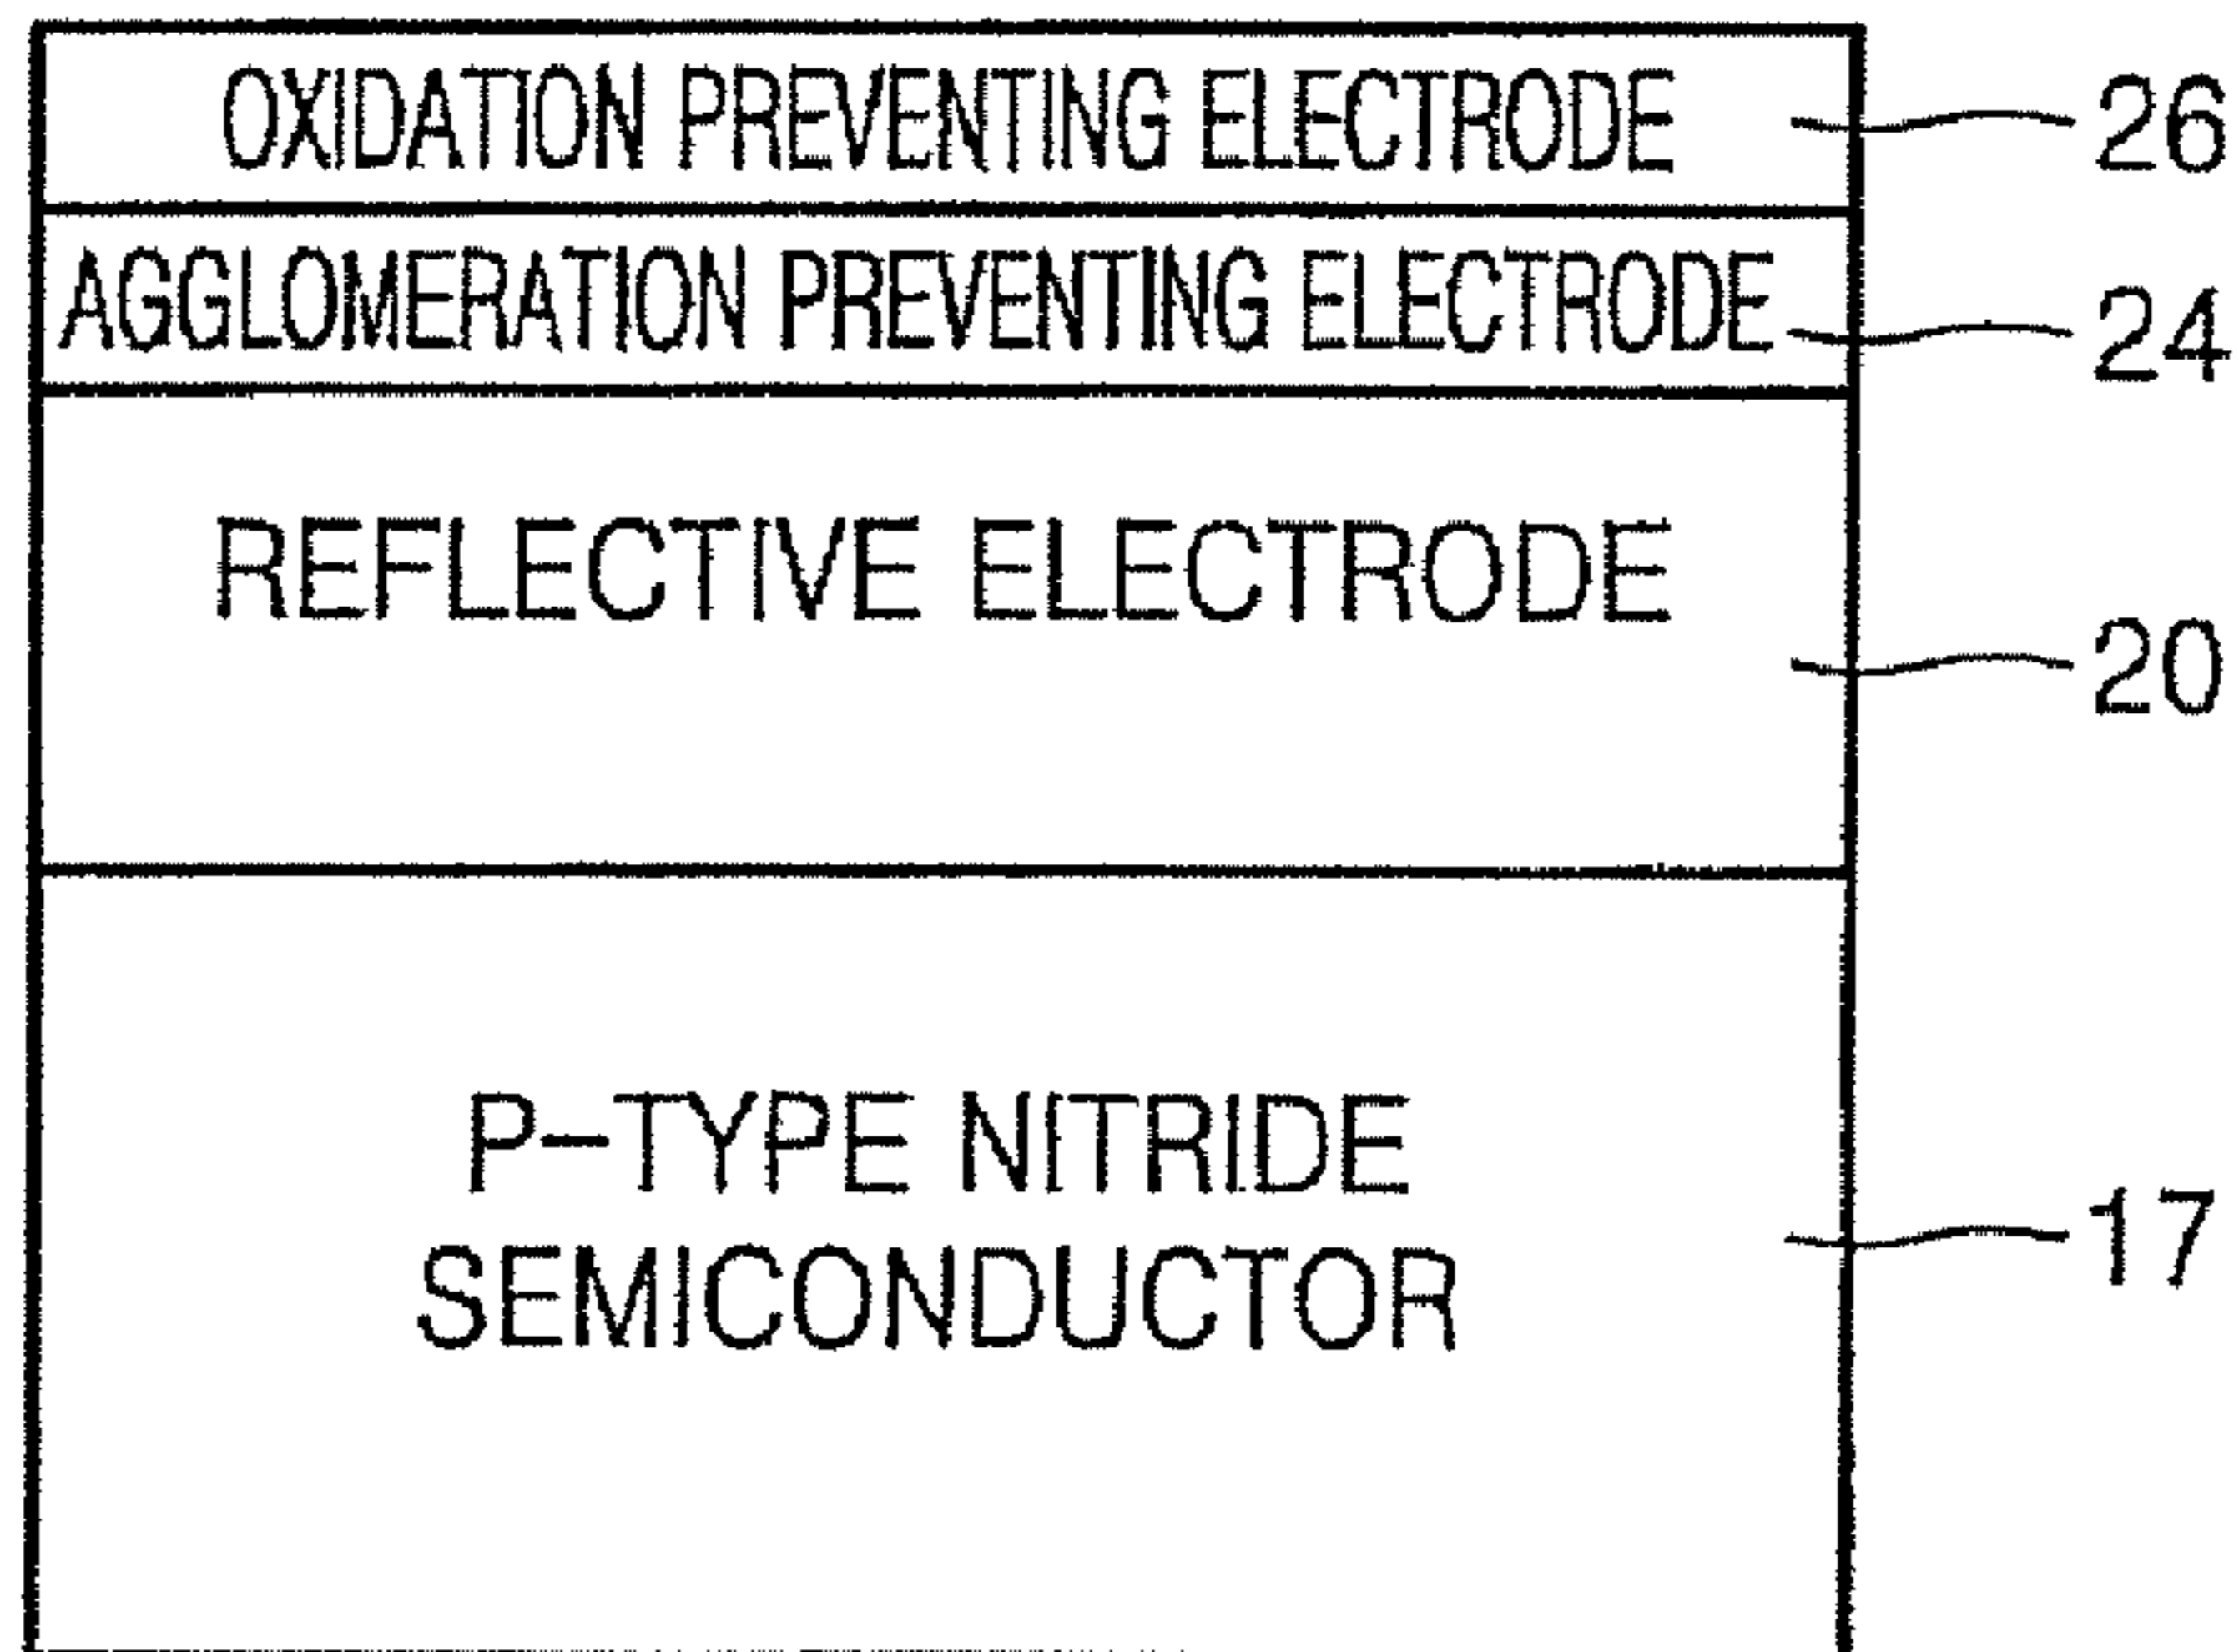 OXIDATION PREVENTING ELECTRODE 26
AGGLOMERATION PREVENTING ELECTRODE 24
REFLECTIVE ELECTRODE
20
P-TYPE NITRIDE
SEMICONDUCTOR
17